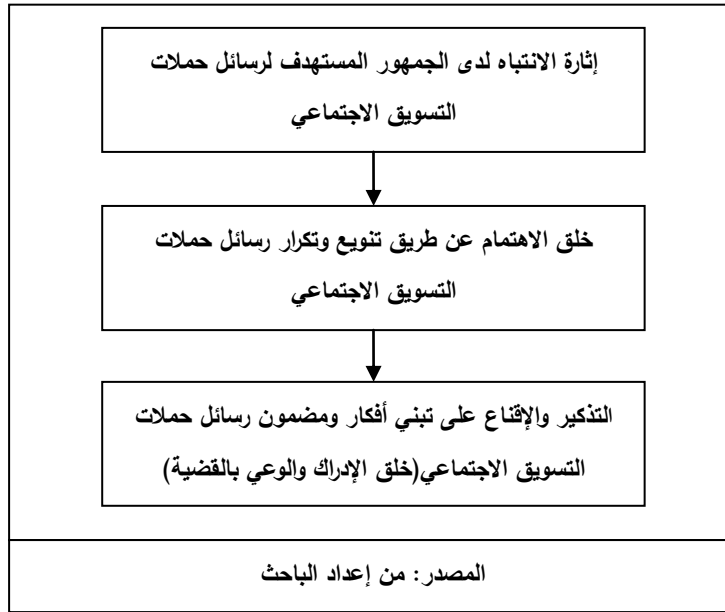 إثارة الانتباه لدى الجمهور المستهدف لرسائل حملات
التسويق الاجتماعي
خلق الاهتمام عن طريق تنويع وتكرار رسائل حملات
التسويق الاجتماعي
التذكير والإقناع على تبني أفكار ومضمون رسائل حملات
التسويق الاجتماعي(خلق الإدراك والوعي بالقضية)
المصدر: من إعداد الباحث